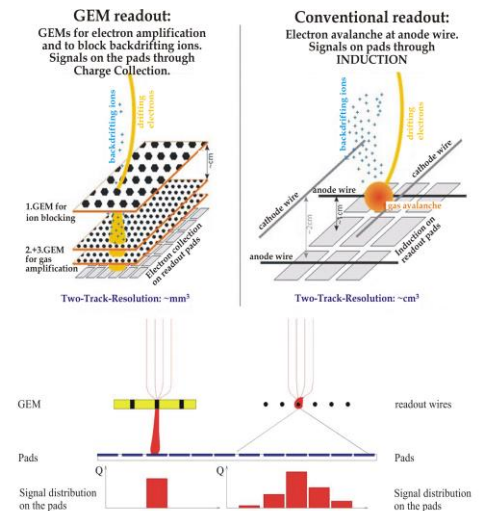 GEM readout:
GEMs for electron amplification
and to block backdrifting ions.
Signals on the pads through
Charge Collection.
backdrifting ions
drifting
electrons
~cm
1.GEM for
ion blocking
2.+3.GEM
for gas
amplification
Electron collection
on readout pads
Two-Track-Resolution: ~mm³
Conventional readout:
Electron avalanche at anode wire.
Signals on pads through
INDUCTION
backdrifting ions
drifting
electrons
cathode wire
cathode wire
anode wire
gas avalanche
~2cm
~1cm
anode wire
Induction on
readout pads
Two-Track-Resolution: ~cm³
GEM
readout wires
Pads
Pads
Q
Q
Signal distribution
on the pads
Signal distribution
on the pads